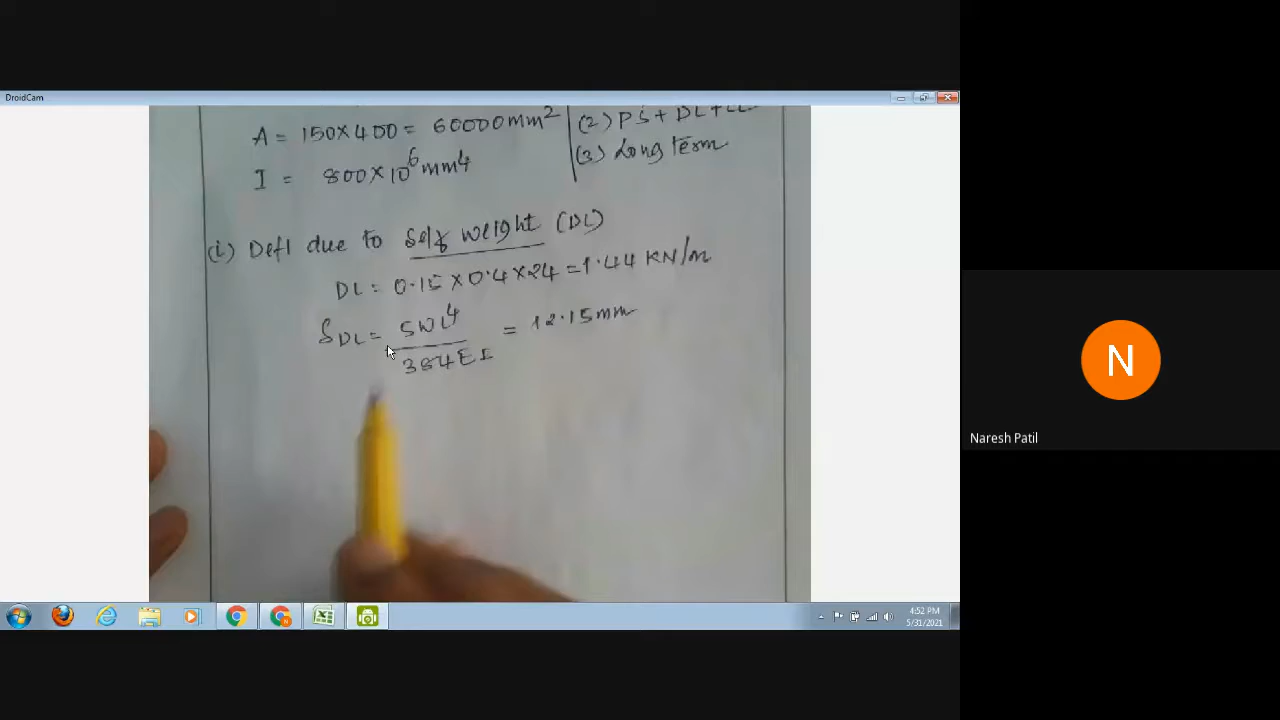 DroidCam
A = 150×400 = 60000mm²
(2) PS + DL + LL
I = 800×10⁶ mm⁴
(3) Long term
(i) Defl due to Self Weight (DL)
DL = 0.15 × 0.4 × 24 = 1.44 KN/m
δDL = 5WL⁴/384EI = 12.15mm
N
Naresh Patil
4:52 PM
5/31/2021